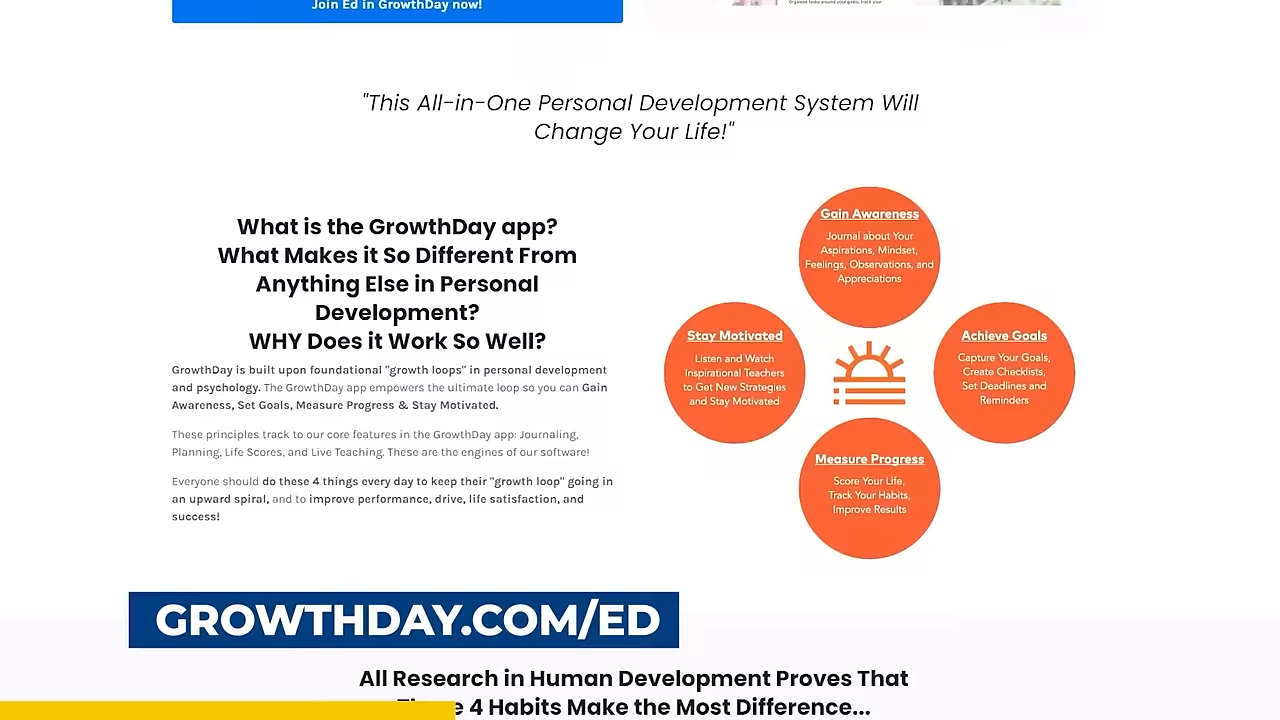 Join Ed in GrowthDay now!
Organize tasks around your goals, track your
"This All-in-One Personal Development System Will
Change Your Life!"
What is the GrowthDay app?
What Makes it So Different From
Anything Else in Personal
Development?
WHY Does it Work So Well?
GrowthDay is built upon foundational "growth loops" in personal development
and psychology. The GrowthDay app empowers the ultimate loop so you can Gain
Awareness, Set Goals, Measure Progress & Stay Motivated.
These principles track to our core features in the GrowthDay app: Journaling,
Planning, Life Scores, and Live Teaching. These are the engines of our software!
Everyone should do these 4 things every day to keep their "growth loop" going in
an upward spiral, and to improve performance, drive, life satisfaction, and
success!
Gain Awareness
Journal about Your
Aspirations, Mindset,
Feelings, Observations, and
Appreciations
Stay Motivated
Listen and Watch
Inspirational Teachers
to Get New Strategies
and Stay Motivated
Achieve Goals
Capture Your Goals,
Create Checklists,
Set Deadlines and
Reminders
Measure Progress
Score Your Life,
Track Your Habits,
Improve Results
GROWTHDAY.COM/ED
All Research in Human Development Proves That
4 Habits Make the Most Difference...